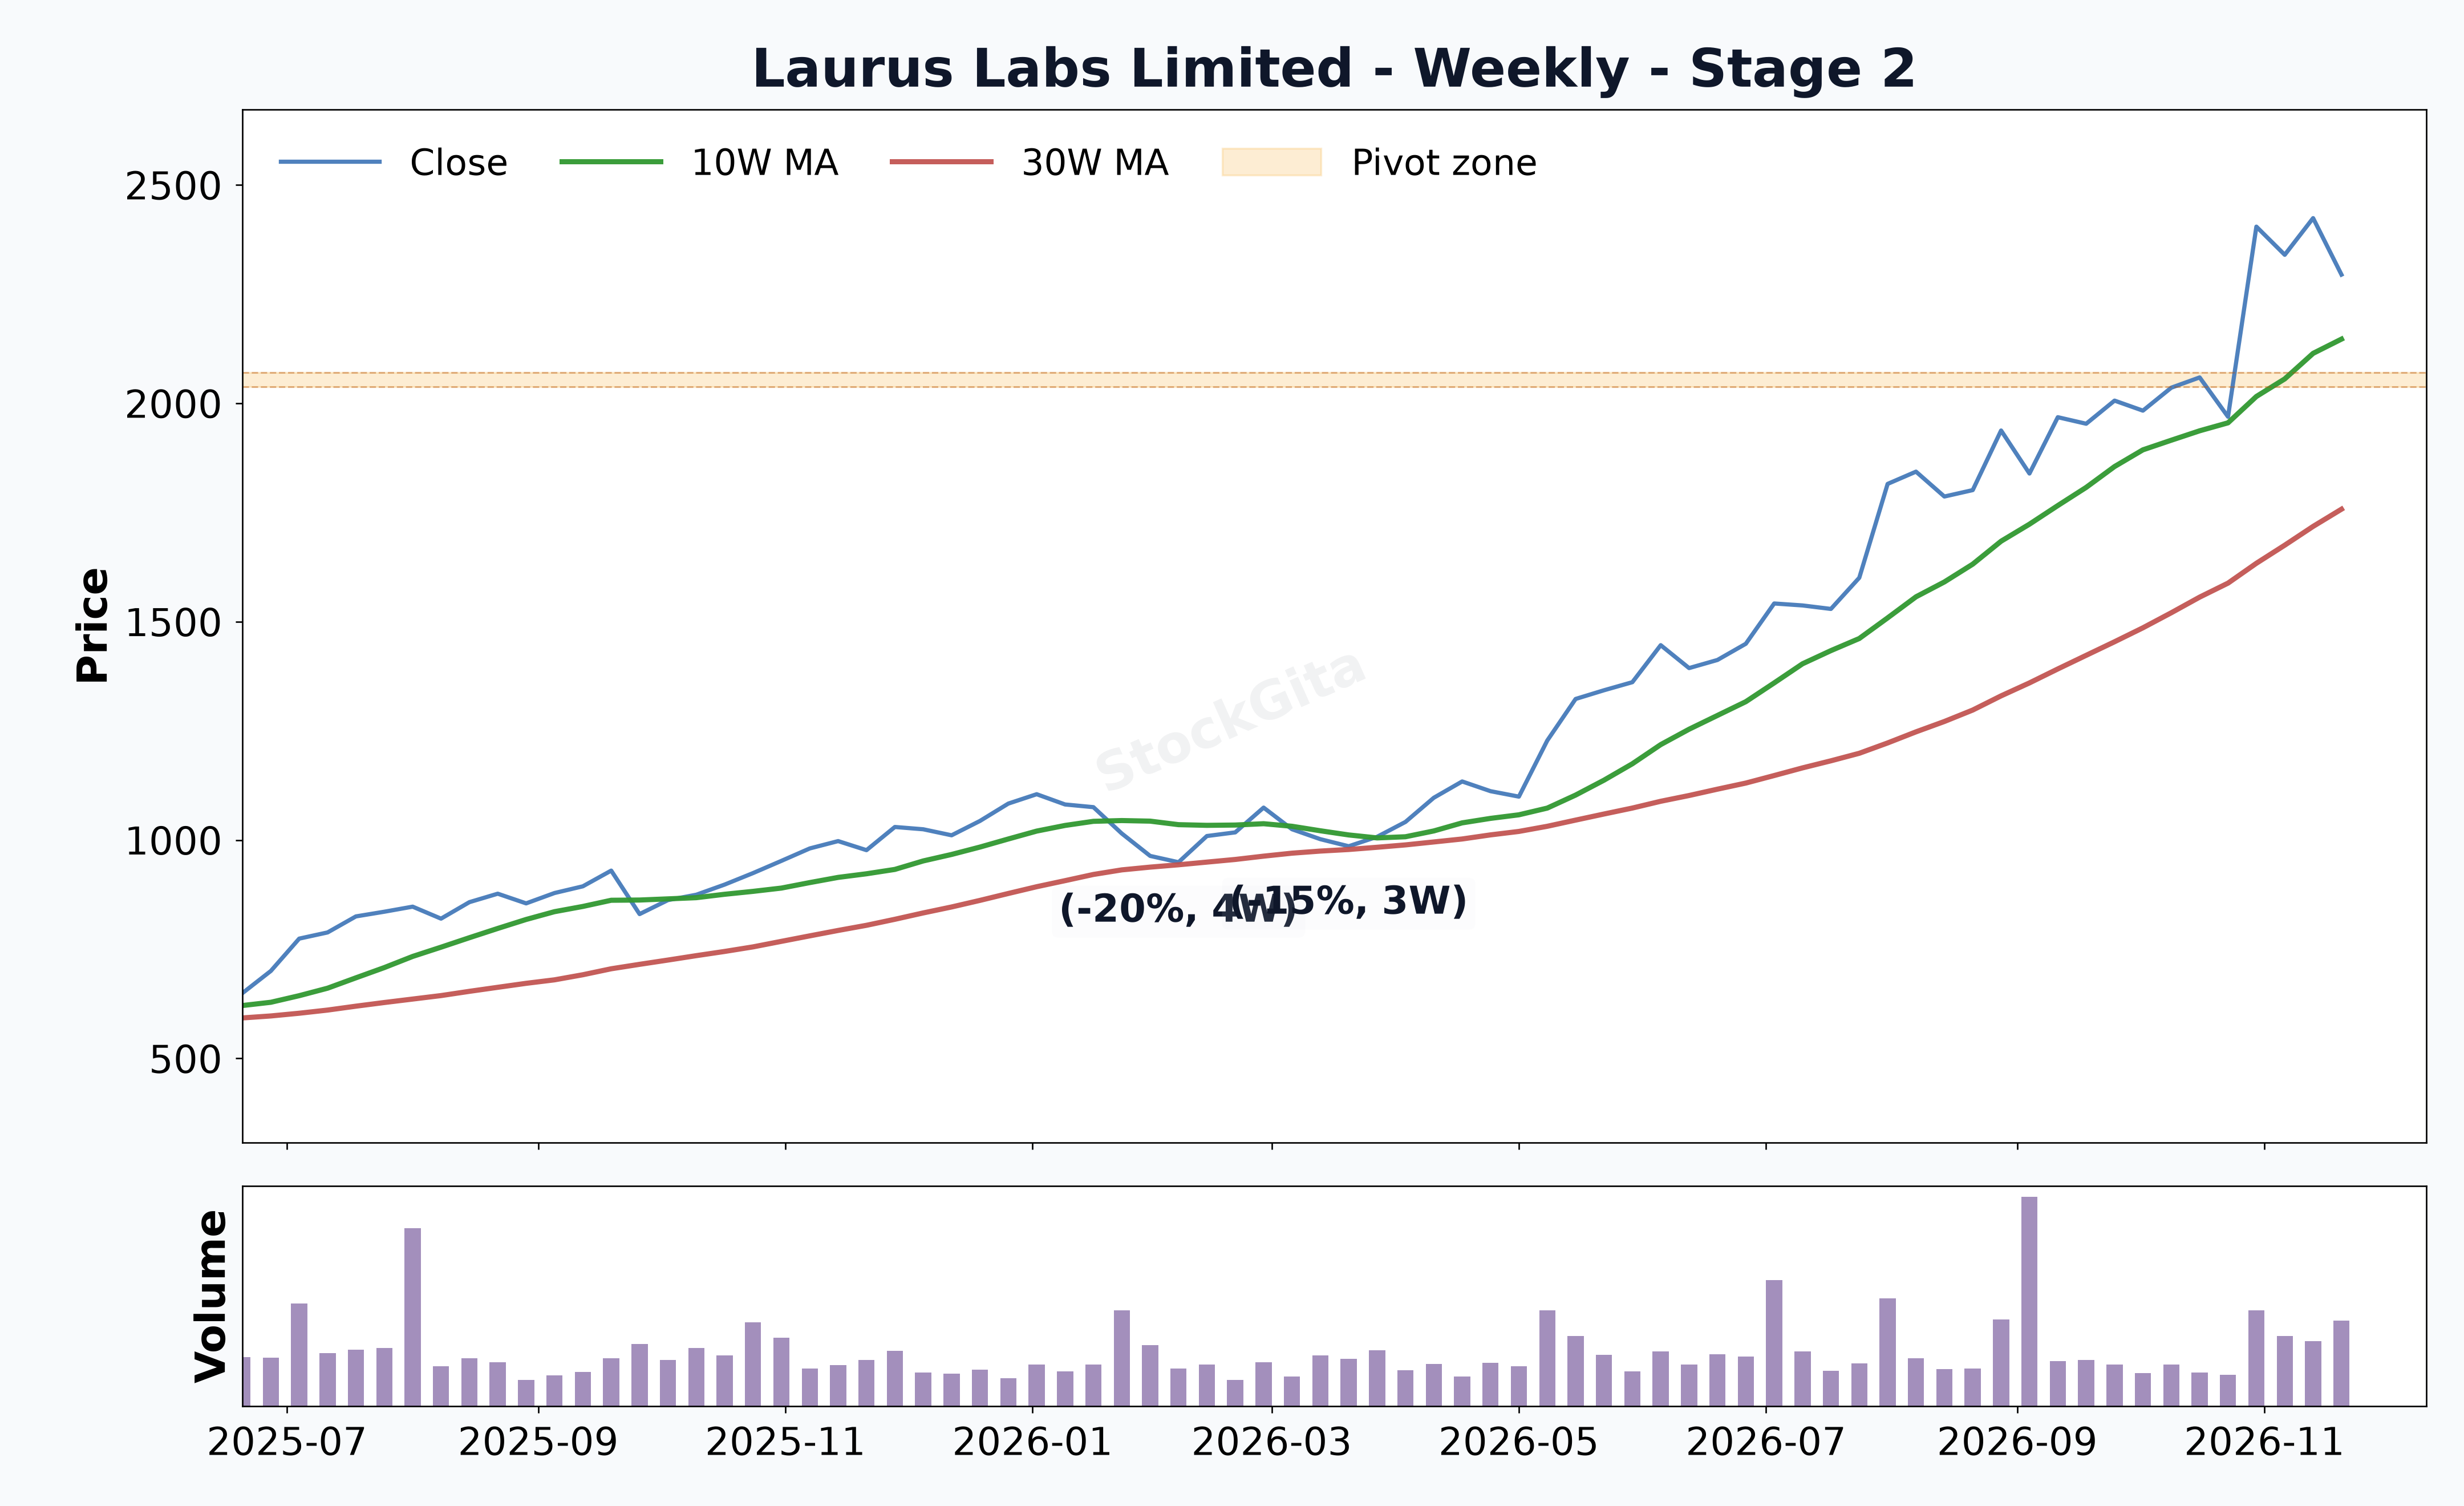 Laurus Labs Limited - Weekly - Stage 2
Close 10W MA 30W MA Pivot zone
2500
2000
1500
1000
500
Price
StockGita
(-20%, 4W)
(-15%, 3W)
Volume
2025-07 2025-09 2025-11 2026-01 2026-03 2026-05 2026-07 2026-09 2026-11